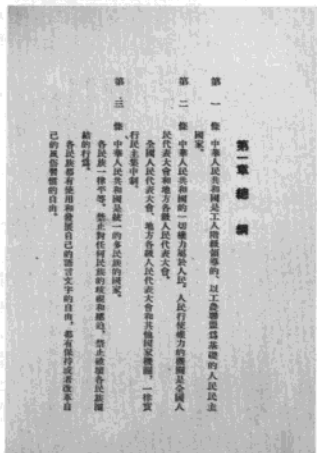 第一章 總綱
第一條 中華人民共和國是工人階級領導的、以工農聯盟爲基礎的人民民主
國家。
第二條 中華人民共和國的一切權力屬於人民。人民行使權力的機關是全國人
民代表大會和地方各級人民代表大會。
全國人民代表大會、地方各級人民代表大會和其他國家機關，一律實
行民主集中制。
第三條 中華人民共和國是統一的多民族的國家。
各民族一律平等。禁止對任何民族的歧視和壓迫，禁止破壞各民族團
結的行爲。
各民族都有使用和發展自己的語言文字的自由，都有保持或者改革自
己的風俗習慣的自由。